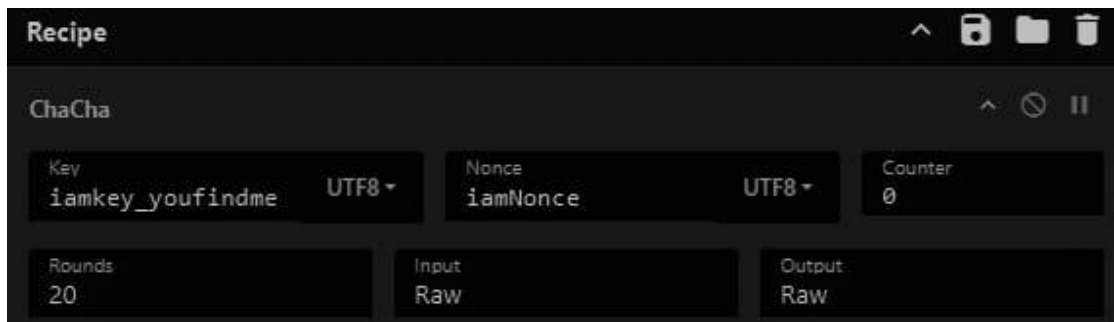 Recipe
ChaCha
Key
iamkey_youfindme
UTF8
Nonce
iamNonce
UTF8
Counter
0
Rounds
20
Input
Raw
Output
Raw